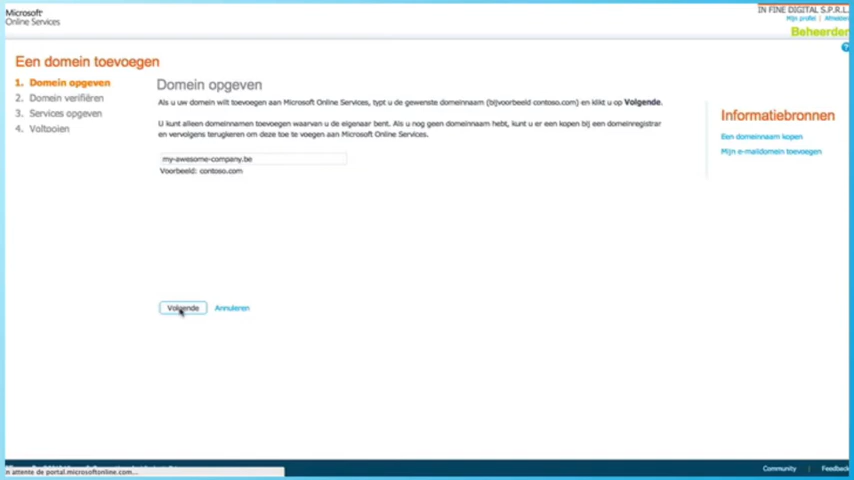 Microsoft
Online Services
IN FINE DIGITAL S.P.R.L.
Mijn profiel | Afmelden
Beheerder
?
Een domein toevoegen
1. Domein opgeven
2. Domein verifiëren
3. Services opgeven
4. Voltooien
Domein opgeven
Als u uw domein wilt toevoegen aan Microsoft Online Services, typt u de gewenste domeinnaam (bijvoorbeeld contoso.com) en klikt u op Volgende.
U kunt alleen domeinnamen toevoegen waarvan u de eigenaar bent. Als u nog geen domeinnaam hebt, kunt u er een kopen bij een domeinregistrar
en vervolgens terugkeren om deze toe te voegen aan Microsoft Online Services.
my-awesome-company.be
Voorbeeld: contoso.com
Volgende
Annuleren
Informatiebronnen
Een domeinnaam kopen
Mijn e-maildomein toevoegen
n attente de portal.microsoftonline.com...
Community | Feedback